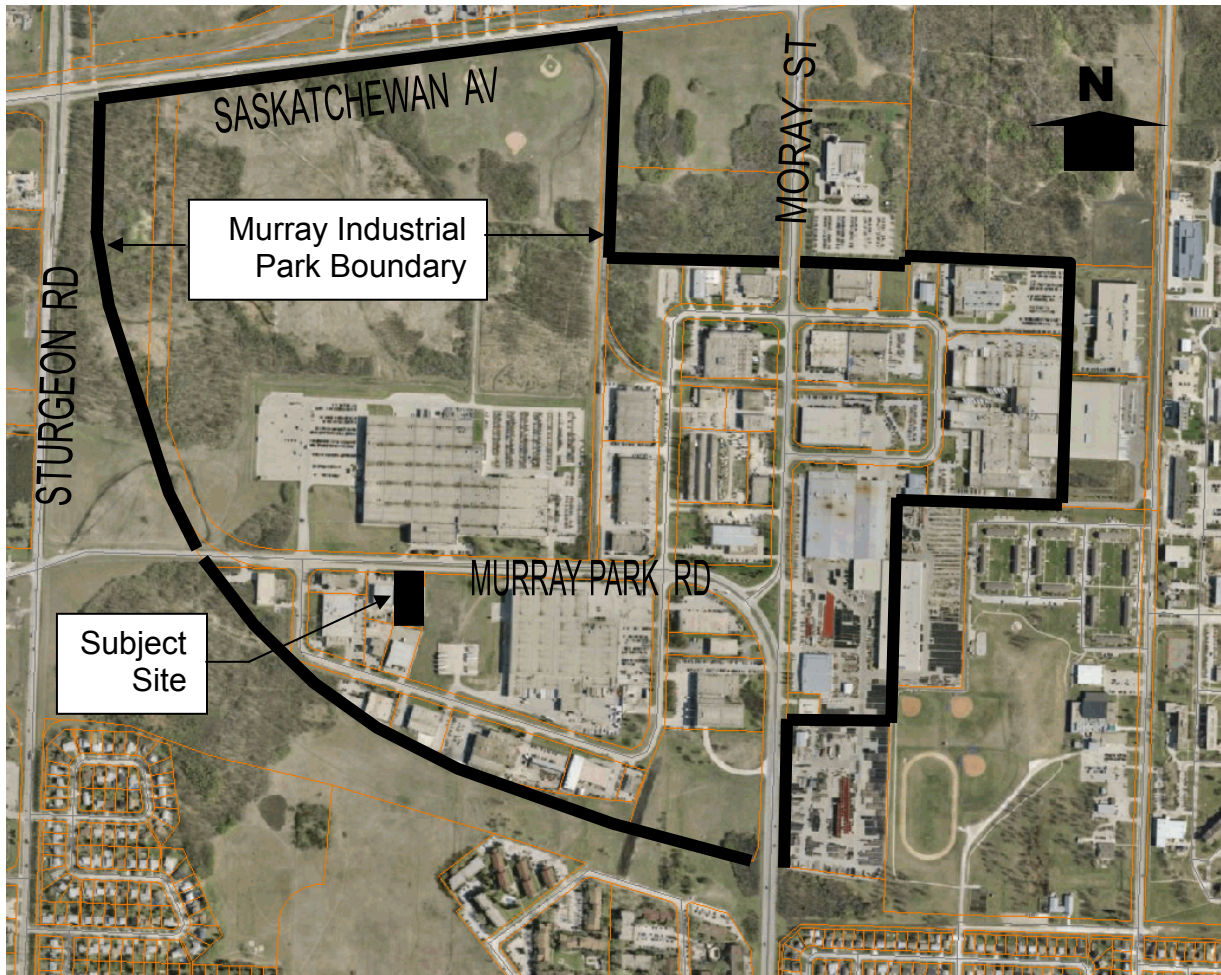 SASKATCHEWAN AV
MORAY ST
N
Murray Industrial
Park Boundary
STURGEON RD
MURRAY PARK RD
Subject
Site